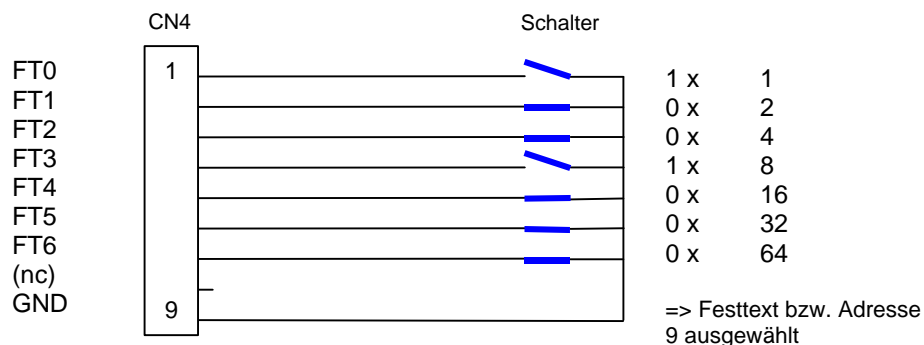 CN4 Schalter
FT0 1 1 x 1
FT1 0 x 2
FT2 0 x 4
FT3 1 x 8
FT4 0 x 16
FT5 0 x 32
FT6 0 x 64
(nc)
GND 9 => Festtext bzw. Adresse
9 ausgewählt